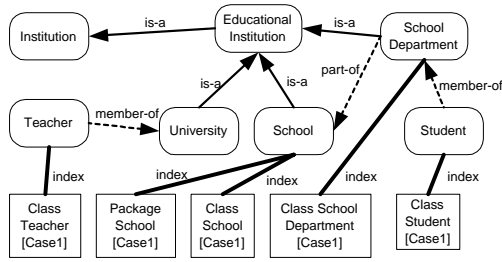 is-a
is-a
Institution
Educational
Institution
School
Department
is-a
is-a
part-of
member-of
Teacher
member-of
University
School
Student
index
index
index
index
index
Class
Teacher
[Case1]
Package
School
[Case1]
Class
School
[Case1]
Class School
Department
[Case1]
Class
Student
[Case1]